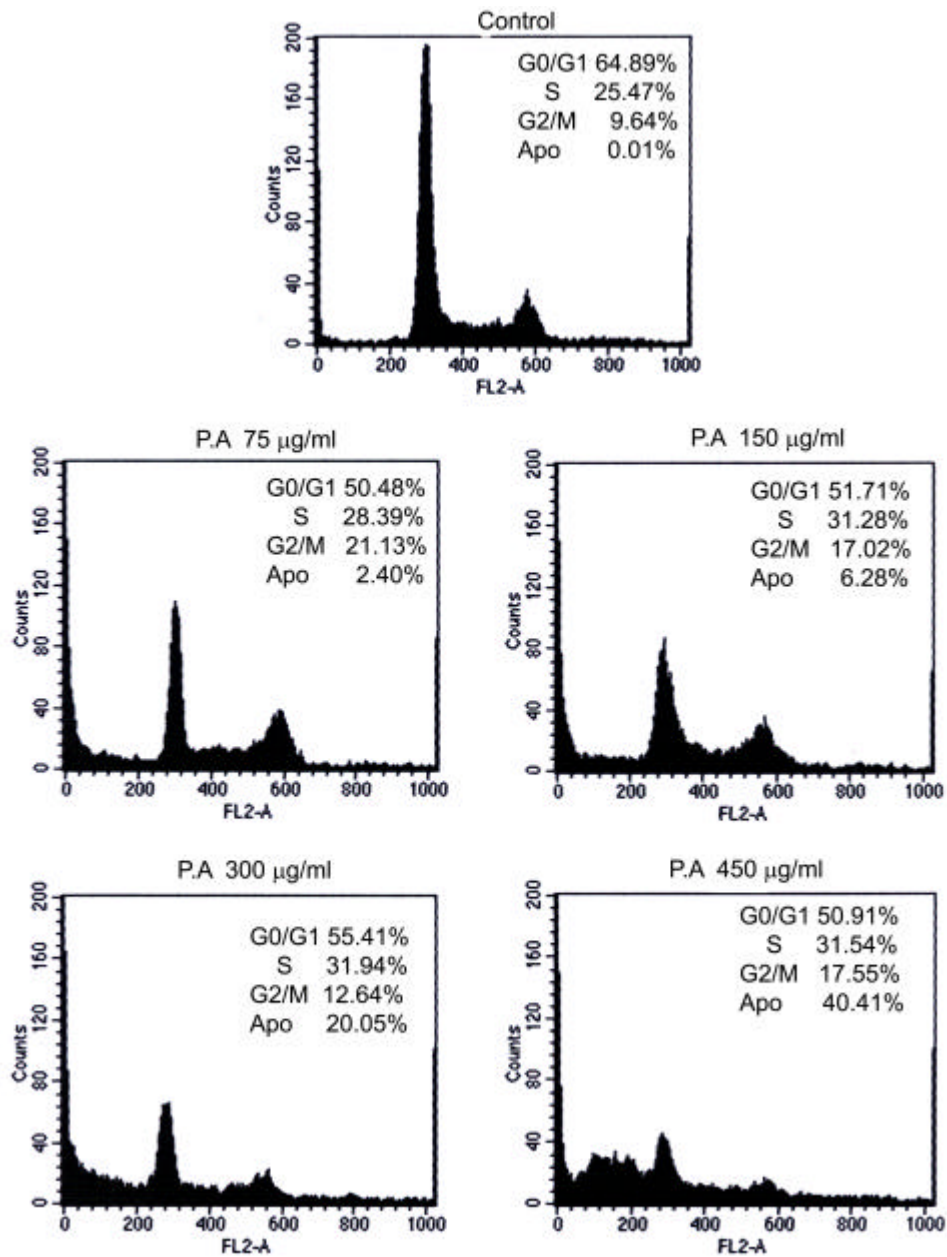 Control
200
160
120
80
40
0
Counts
G0/G1 64.89%
S 25.47%
G2/M 9.64%
Apo 0.01%
0 200 400 600 800 1000
FL2-A
P.A 75 µg/ml
200
160
120
80
40
0
Counts
G0/G1 50.48%
S 28.39%
G2/M 21.13%
Apo 2.40%
0 200 400 600 800 1000
FL2-A
P.A 150 µg/ml
200
160
120
80
40
0
Counts
G0/G1 51.71%
S 31.28%
G2/M 17.02%
Apo 6.28%
0 200 400 600 800 1000
FL2-A
P.A 300 µg/ml
200
160
120
80
40
0
Counts
G0/G1 55.41%
S 31.94%
G2/M 12.64%
Apo 20.05%
0 200 400 600 800 1000
FL2-A
P.A 450 µg/ml
200
160
120
80
40
0
Counts
G0/G1 50.91%
S 31.54%
G2/M 17.55%
Apo 40.41%
0 200 400 600 800 1000
FL2-A